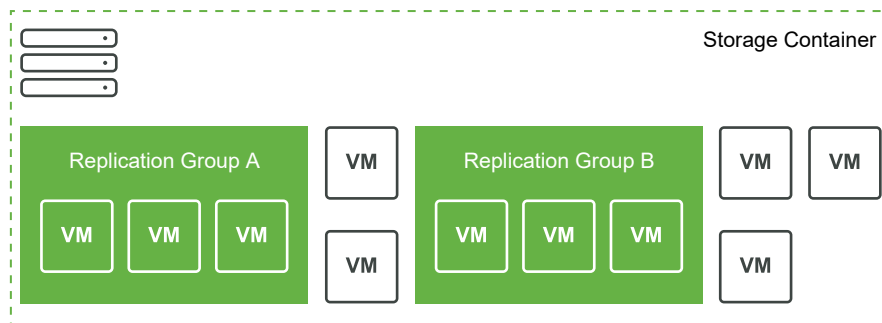 Storage Container
Replication Group A
VM
VM
VM
VM
VM
Replication Group B
VM
VM
VM
VM
VM
VM